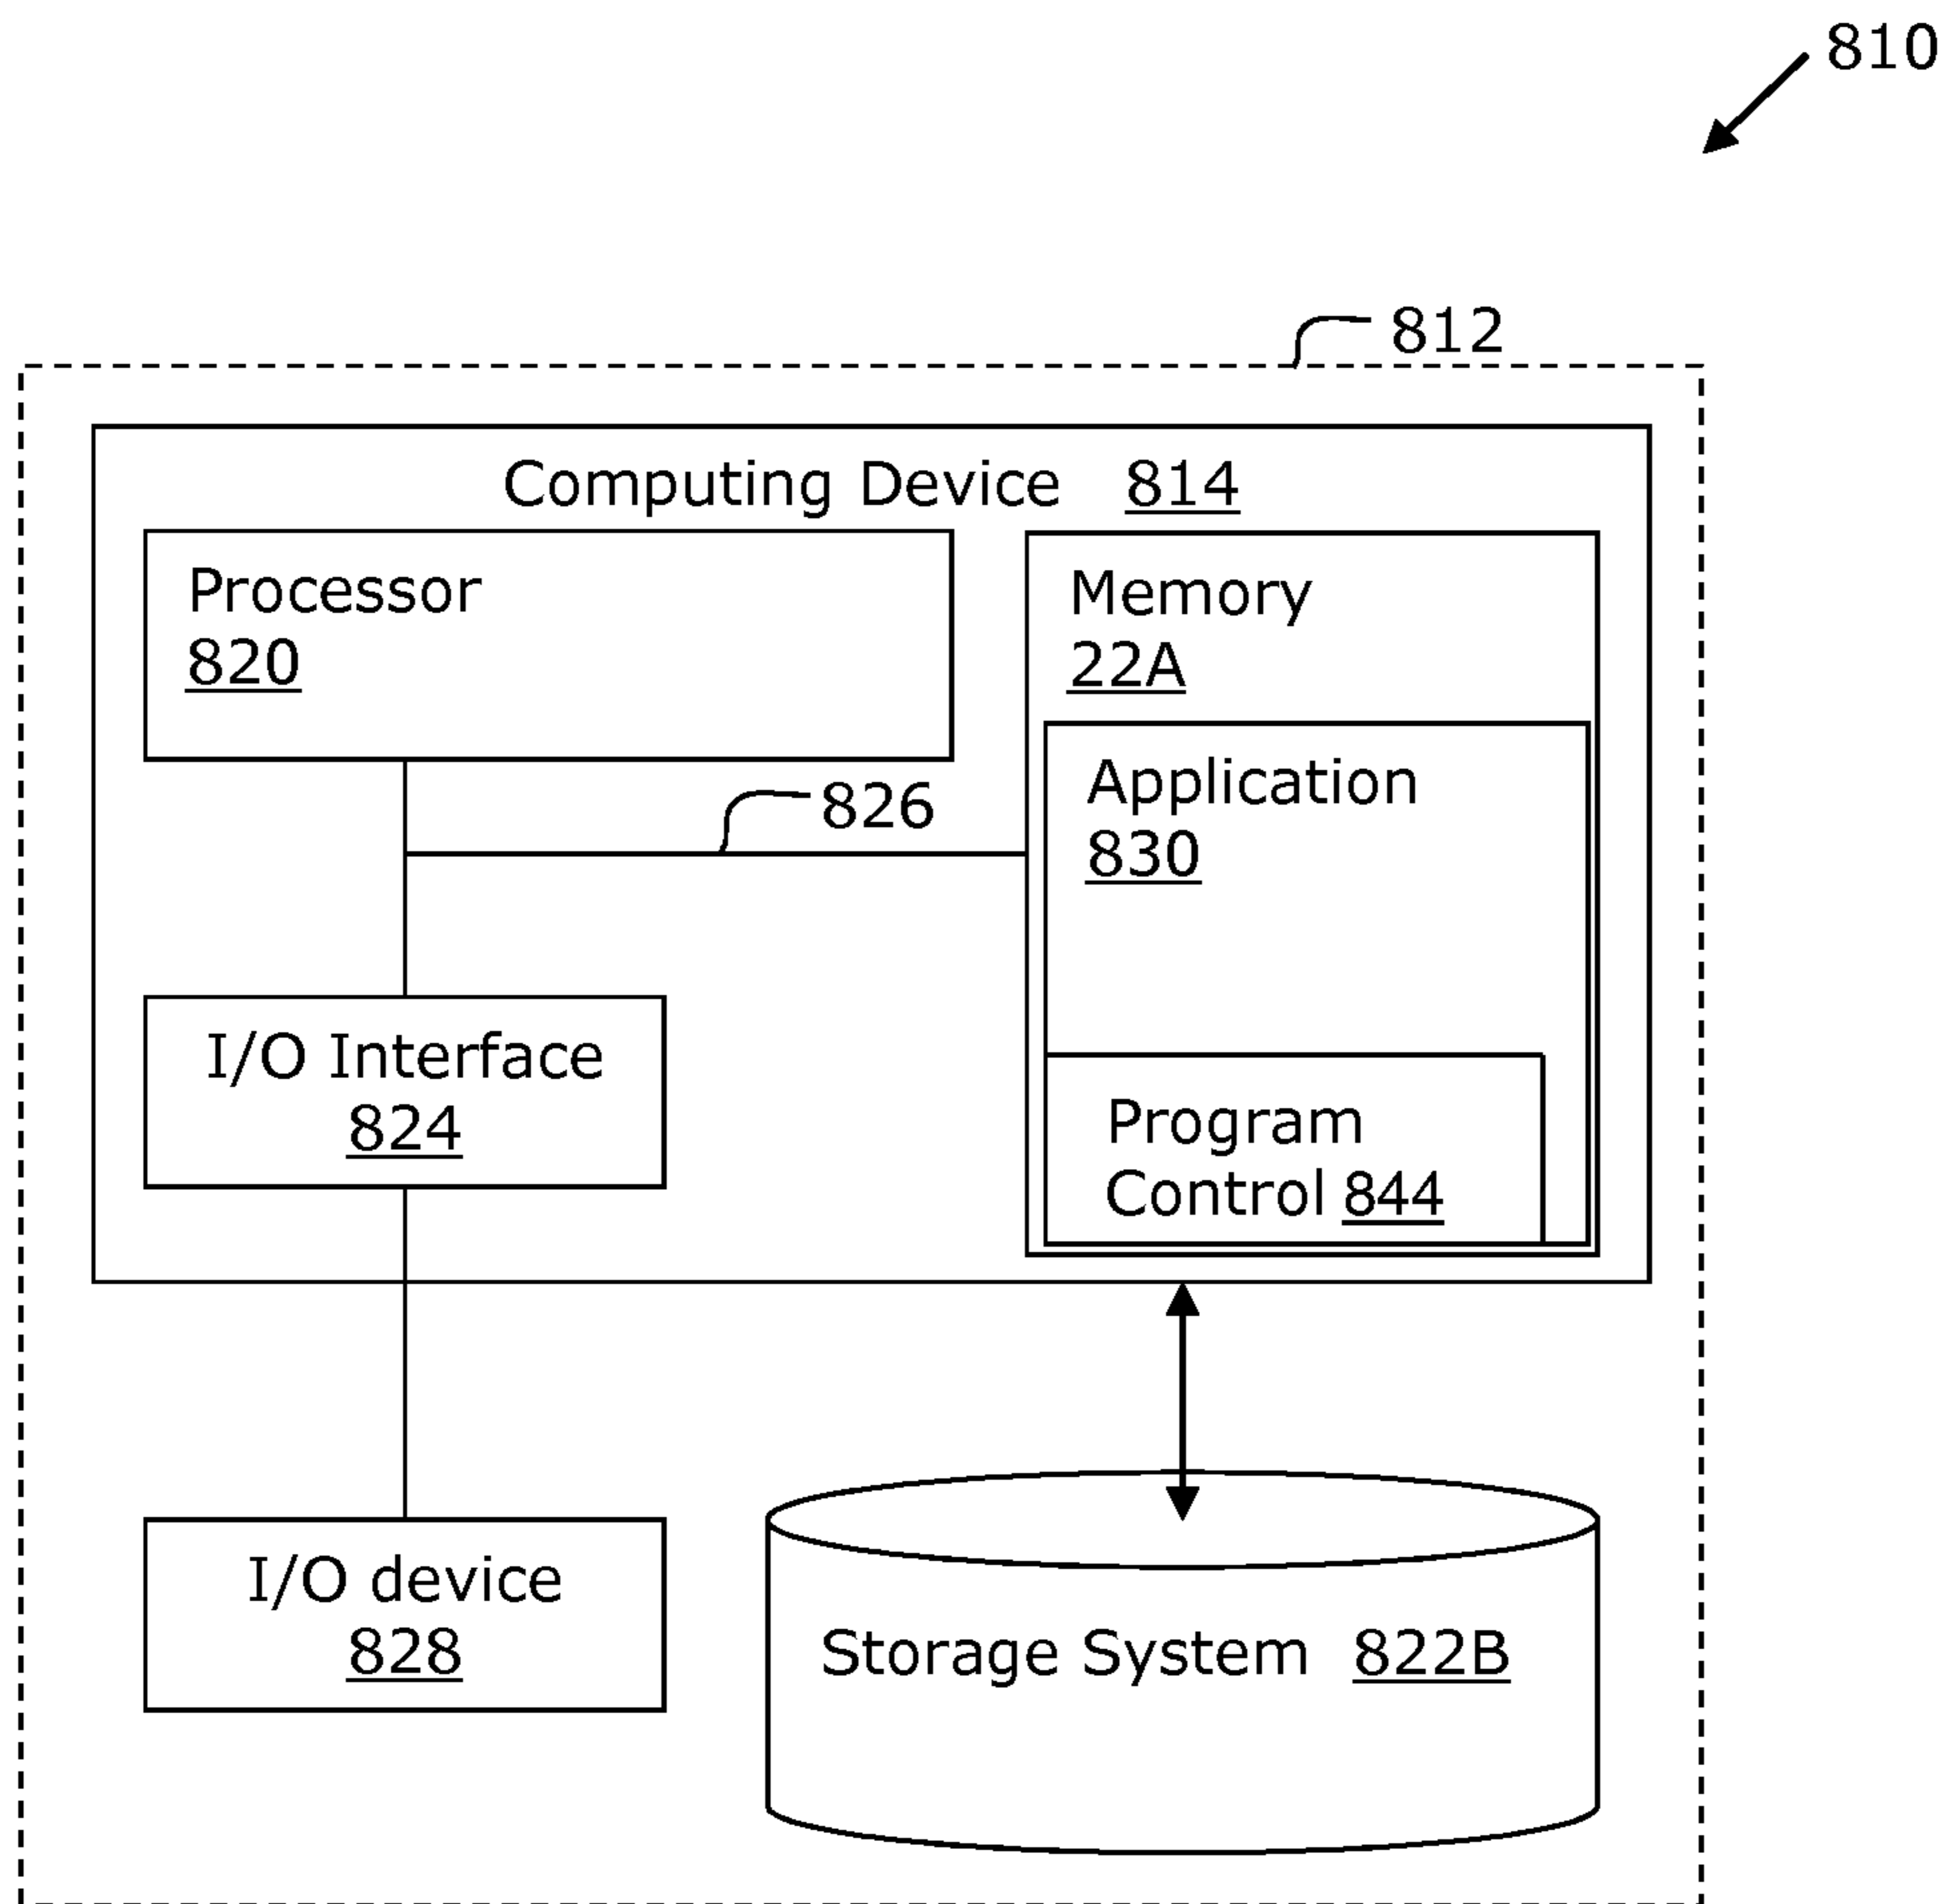 810
812
Computing Device 814
Processor
820
Memory
22A
Application
830
826
I/O Interface
824
Program
Control 844
I/O device
828
Storage System 822B